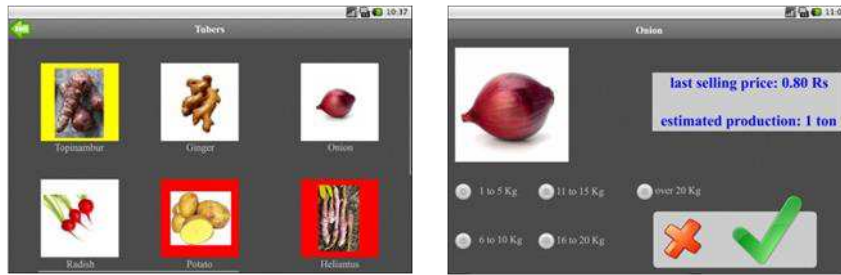 10:37
Tubers
Topinambur
Ginger
Onion
Radish
Potato
Heliantus
11:0
Onion
last selling price: 0.80 Rs
estimated production: 1 ton
1 to 5 Kg
11 to 15 Kg
over 20 Kg
6 to 10 Kg
16 to 20 Kg